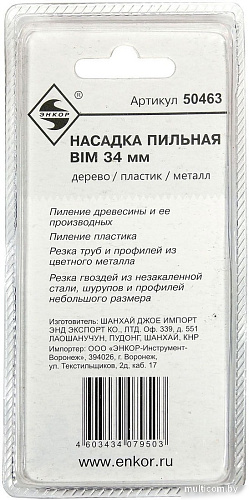 ЭНКОР
®
Артикул 50463
НАСАДКА ПИЛЬНАЯ
BIM 34 мм
дерево / пластик / металл
Пиление древесины и ее
производных
Пиление пластика
Резка труб и профилей из
цветного металла
Резка гвоздей из незакаленной
стали, шурупов и профилей
небольшого размера
Изготовитель: ШАНХАЙ ДЖОЕ ИМПОРТ
ЭНД ЭКСПОРТ КО., ЛТД. Оф. 339, д. 551
ЛАОШАНУЧУН, ПУДОНГ, ШАНХАЙ, КНР
Импортер: ООО «ЭНКОР-Инструмент-
Воронеж», 394026, г. Воронеж,
ул. Текстильщиков, 2д, каб. 17
4 603434 079503
www.enkor.ru
multi.com.by